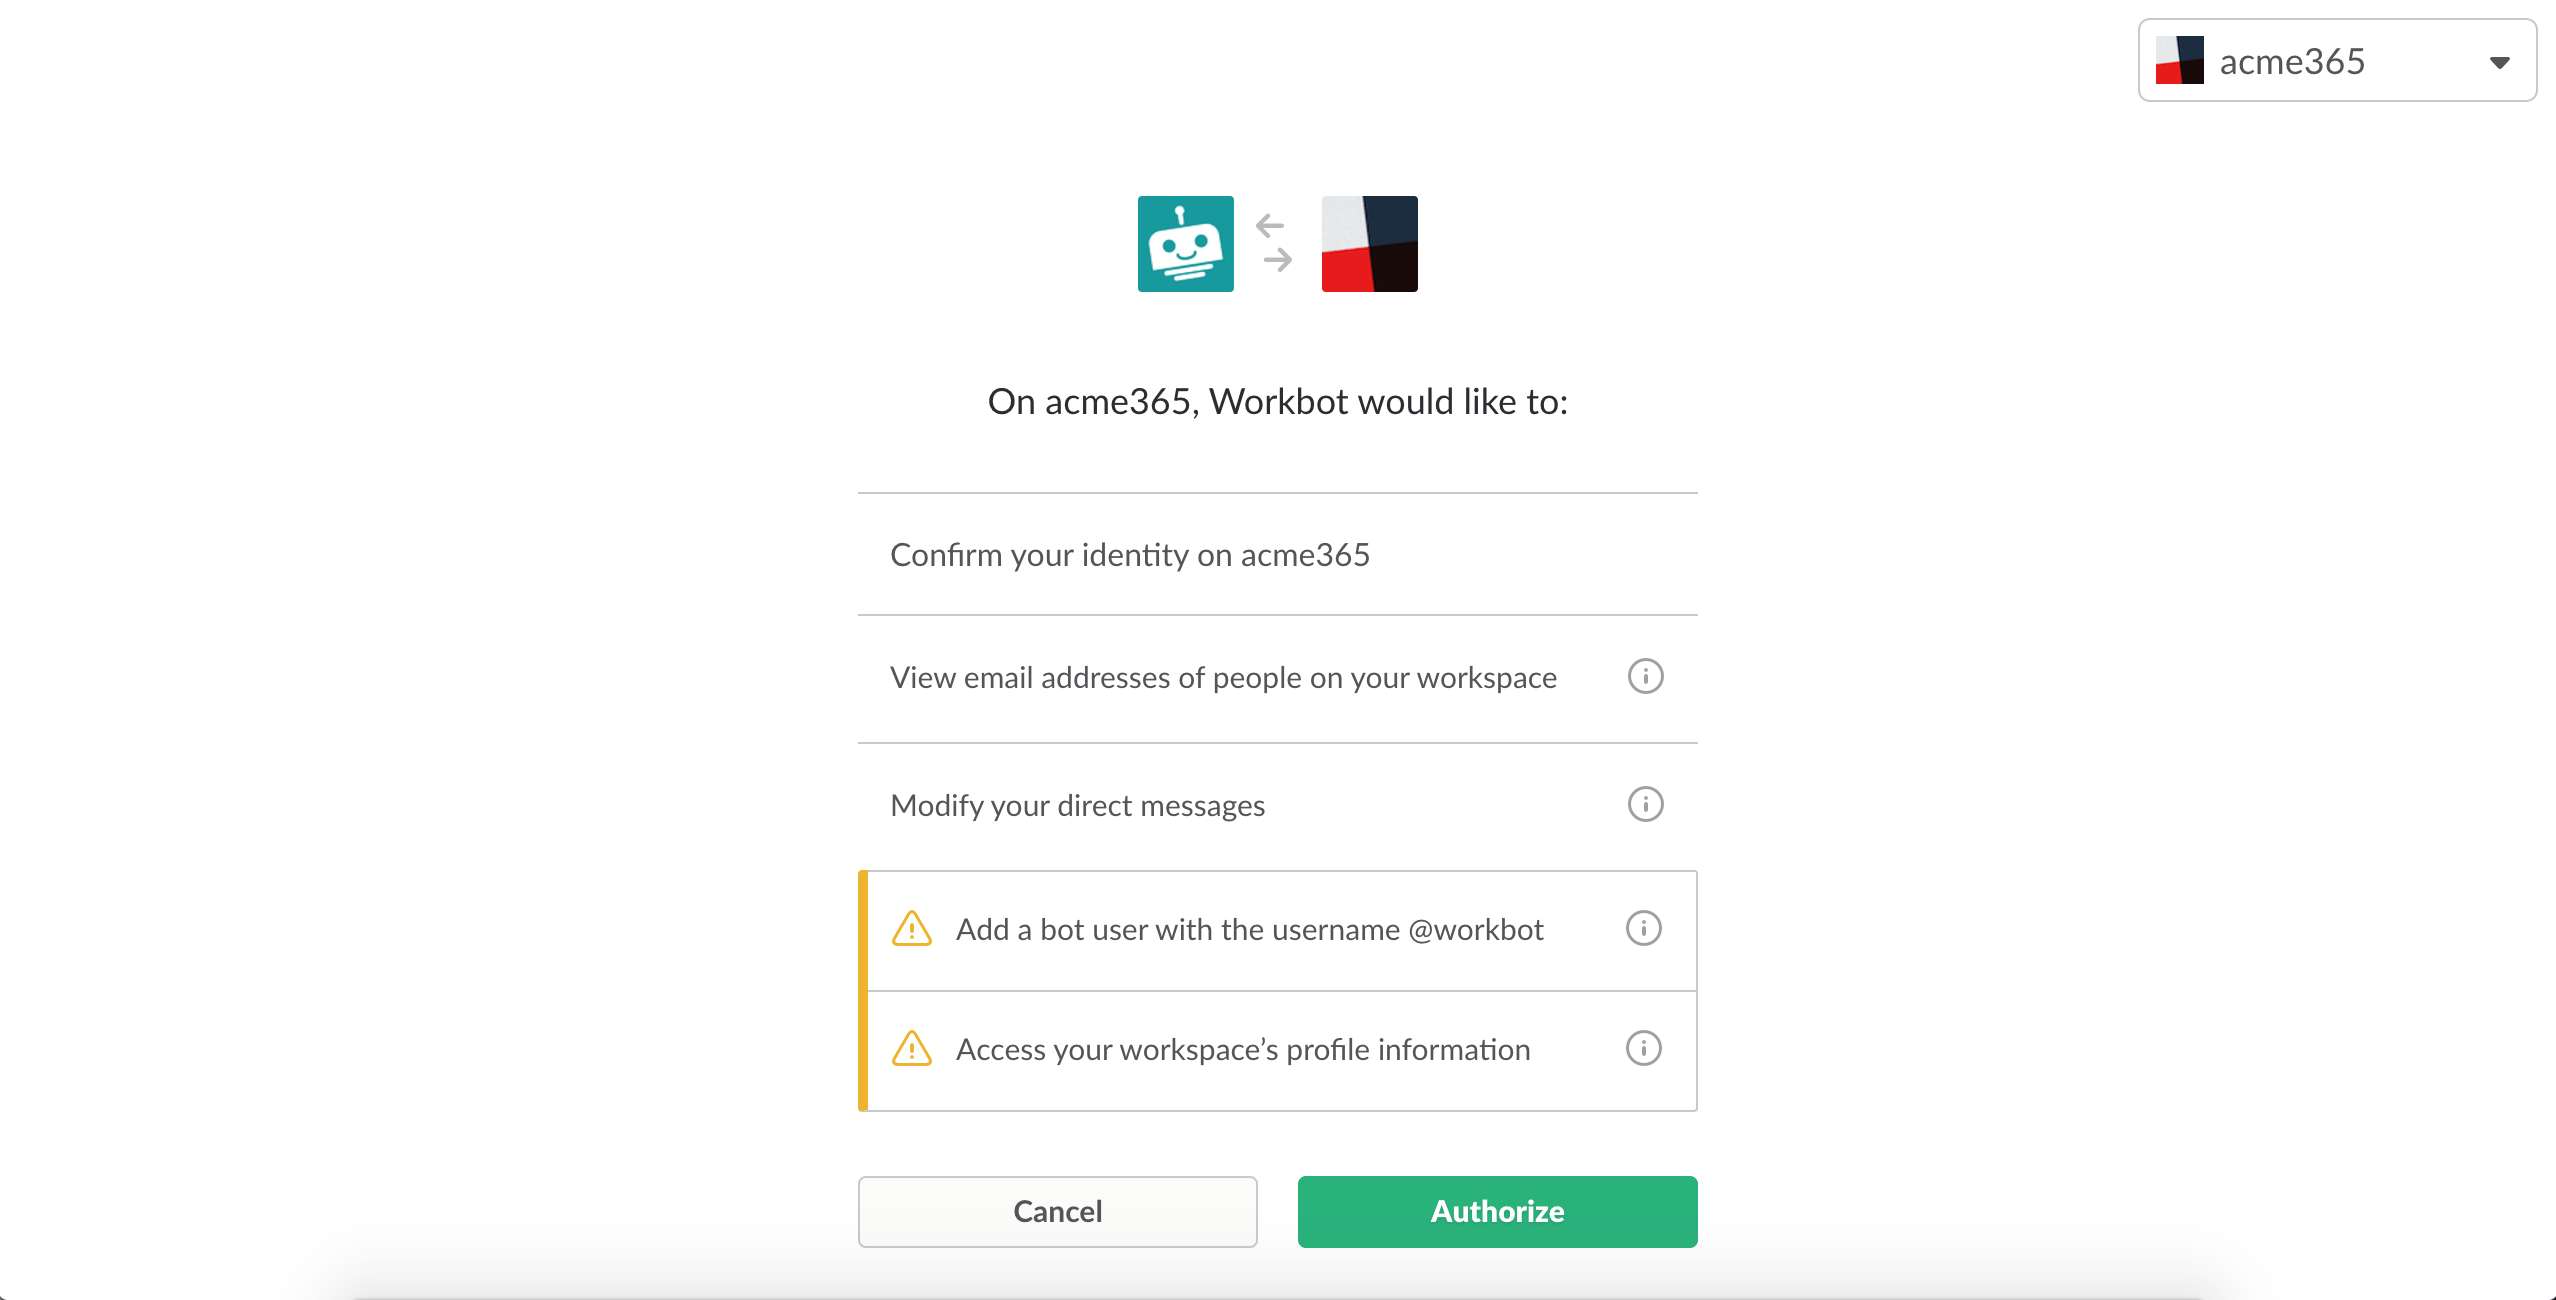 acme365
On acme365, Workbot would like to:
Confirm your identity on acme365
View email addresses of people on your workspace
Modify your direct messages
Add a bot user with the username @workbot
Access your workspace’s profile information
Cancel
Authorize